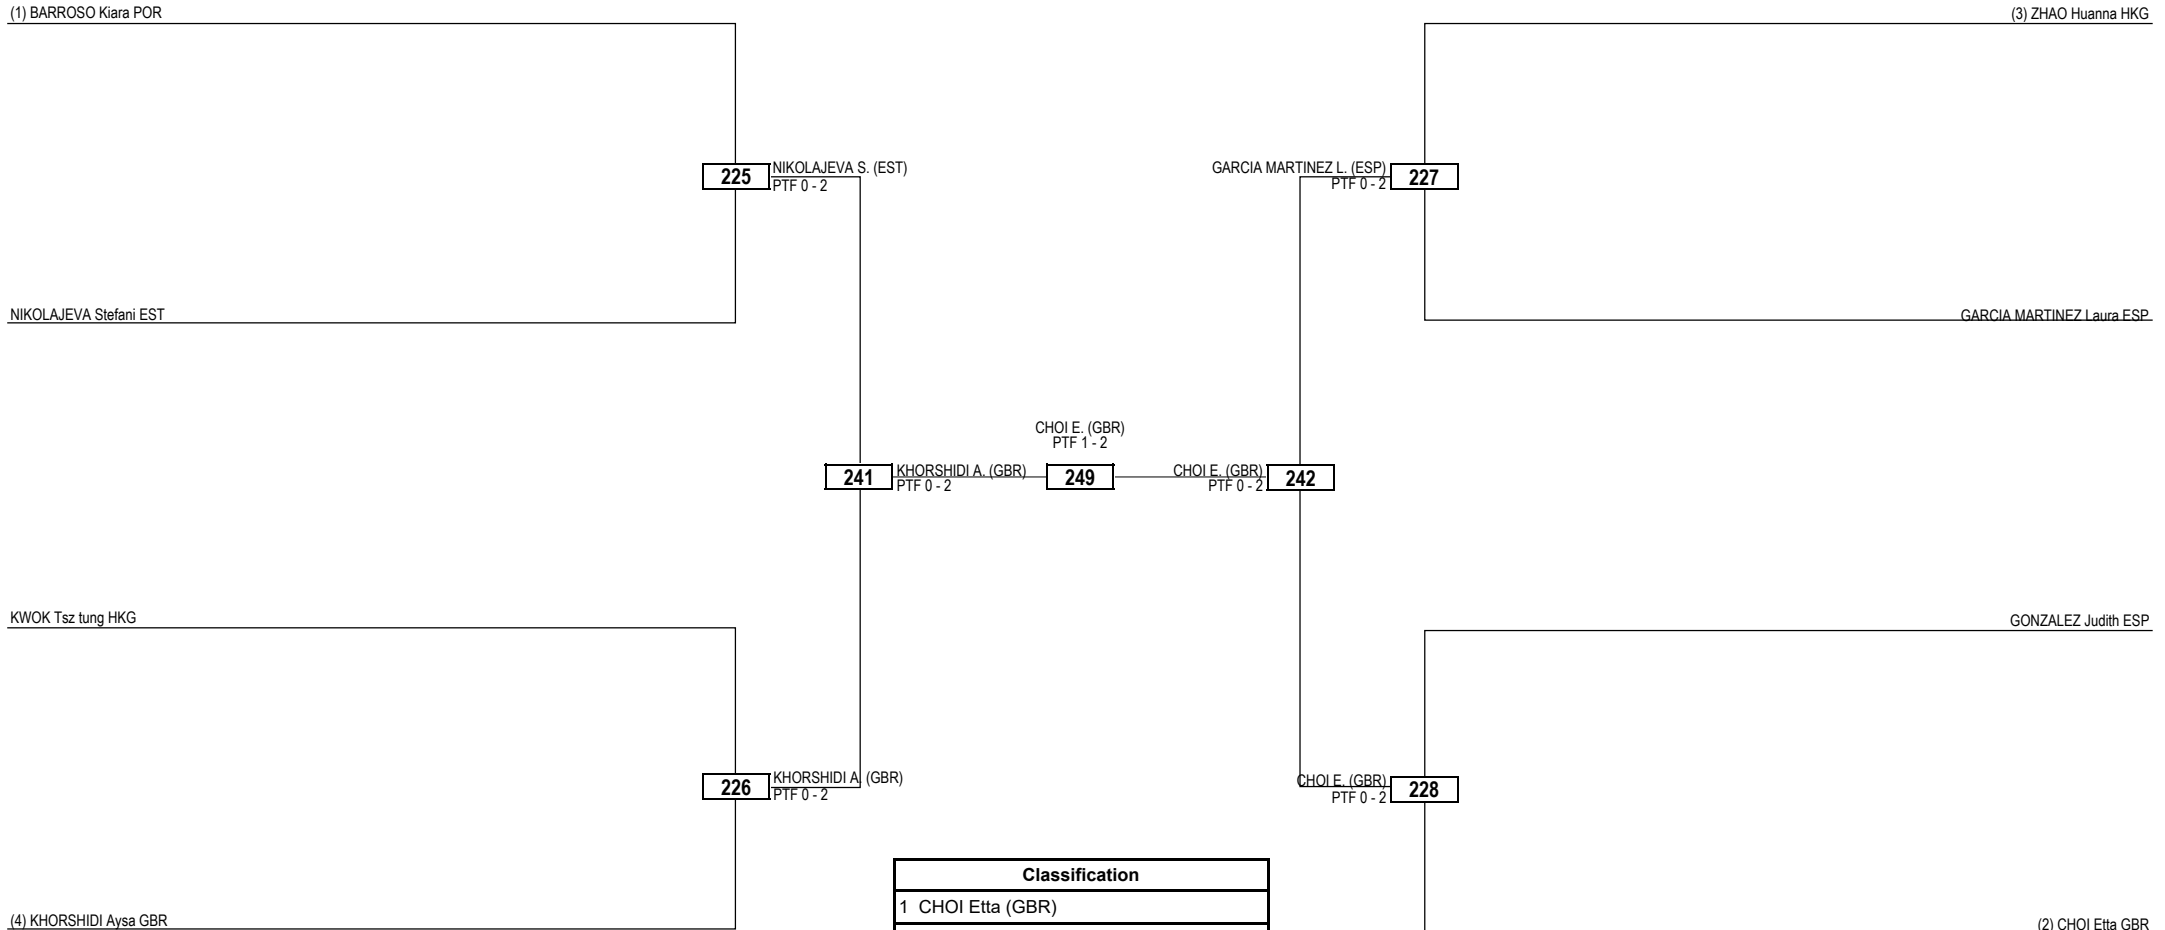 (1) BARROSO Kiara POR
(3) ZHAO Huanna HKG
225
NIKOLAJEVA S. (EST)
PTF 0 - 2
GARCIA MARTINEZ L. (ESP)
PTF 0 - 2
227
NIKOLAJEVA Stefani EST
GARCIA MARTINEZ Laura ESP
CHOI E. (GBR)
PTF 1 - 2
241
KHORSHIDI A. (GBR)
PTF 0 - 2
249
CHOI E. (GBR)
PTF 0 - 2
242
KWOK Tsz tung HKG
GONZALEZ Judith ESP
226
KHORSHIDI A. (GBR)
PTF 0 - 2
CHOI E. (GBR)
PTF 0 - 2
228
Classification
1 CHOI Etta (GBR)
(4) KHORSHIDI Aysa GBR
(2) CHOI Etta GBR